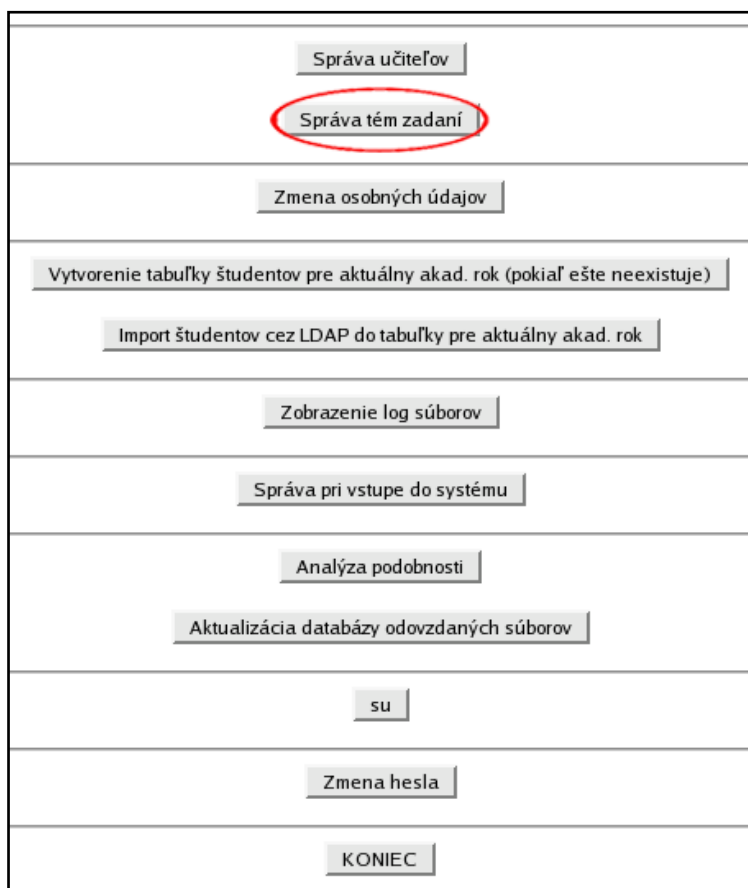 Správa učiteľov
Správa tém zadaní
Zmena osobných údajov
Vytvorenie tabuľky študentov pre aktuálny akad. rok (pokiaľ ešte neexistuje)
Import študentov cez LDAP do tabuľky pre aktuálny akad. rok
Zobrazenie log súborov
Správa pri vstupe do systému
Analýza podobnosti
Aktualizácia databázy odovzdaných súborov
su
Zmena hesla
KONIEC